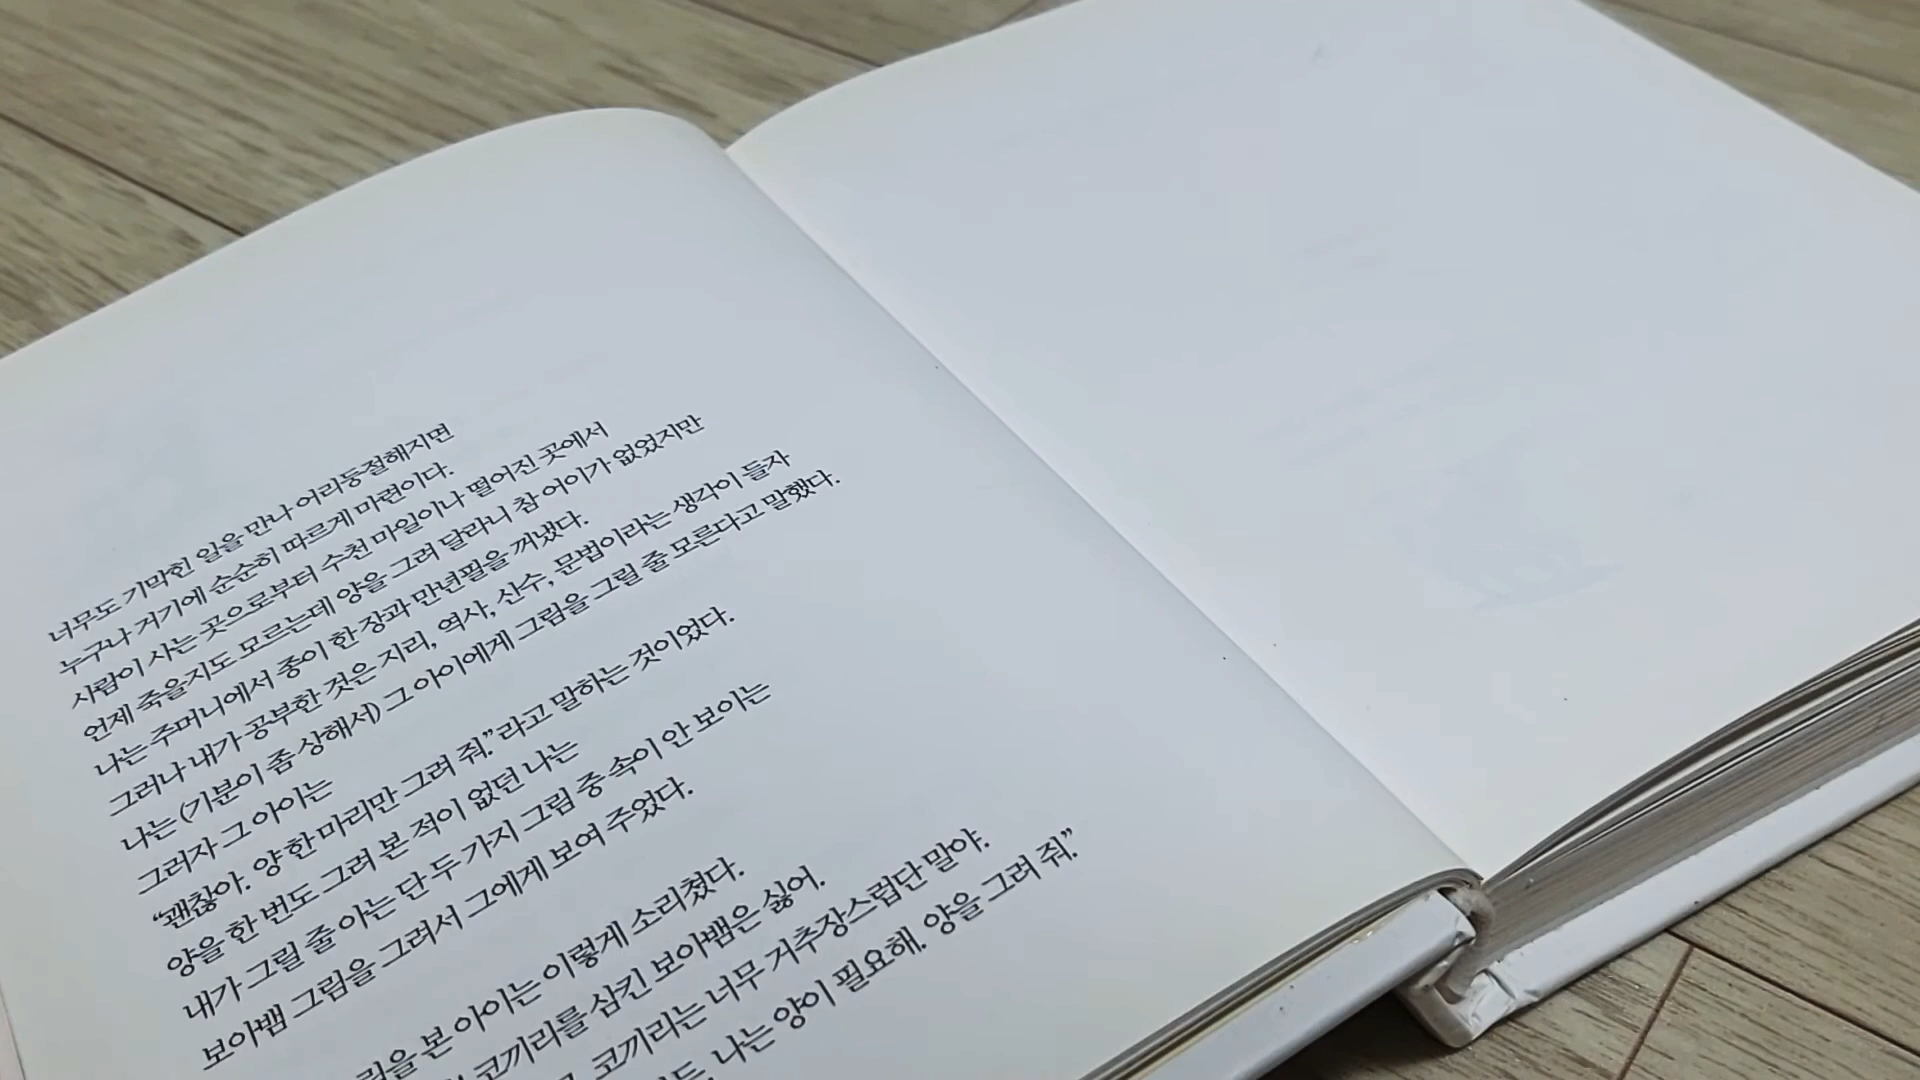 너무도 기막힌 일을 만나 어리둥절해지면
누구나 거기에 순순히 따르게 마련이다.
사람이 사는 곳으로부터 수천 마일이나 떨어진 곳에서
언제 죽을지도 모르는데 양을 그려 달라니 참 어이가 없었지만
나는 주머니에서 종이 한 장과 만년필을 꺼냈다.
그러나 내가 공부한 것은 지리, 역사, 산수, 문법이라는 생각이 들자
나는 (기분이 좀 상해서) 그 아이에게 그림을 그릴 줄 모른다고 말했다.
그러자 그 아이는
“괜찮아. 양 한 마리만 그려 줘.” 라고 말하는 것이었다.
양을 한 번도 그려 본 적이 없던 나는
내가 그릴 줄 아는 단 두 가지 그림 중 속이 안 보이는
보아뱀 그림을 그려서 그에게 보여 주었다.
본 아이는 이렇게 소리쳤다.
코끼리를 삼킨 보아뱀은 싫어.
코끼리는 너무 거추장스럽단 말야.
나는 양이 필요해. 양을 그려 줘.”